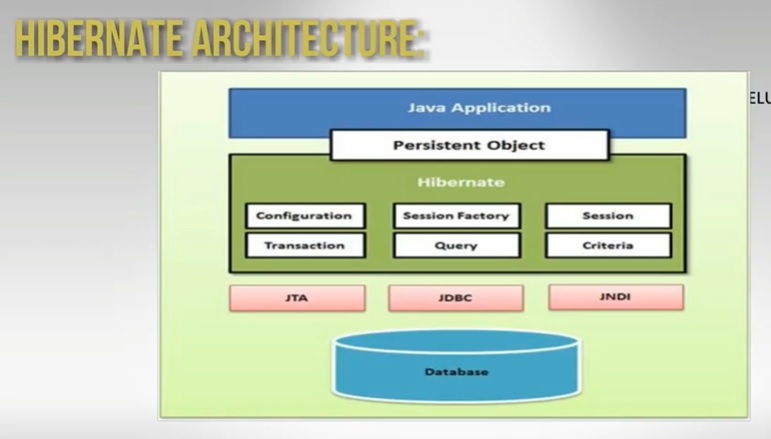 HIBERNATE ARCHITECTURE:
ELU
Java Application
Persistent Object
Hibernate
Configuration Session Factory Session
Transaction Query Criteria
JTA JDBC JNDI
Database